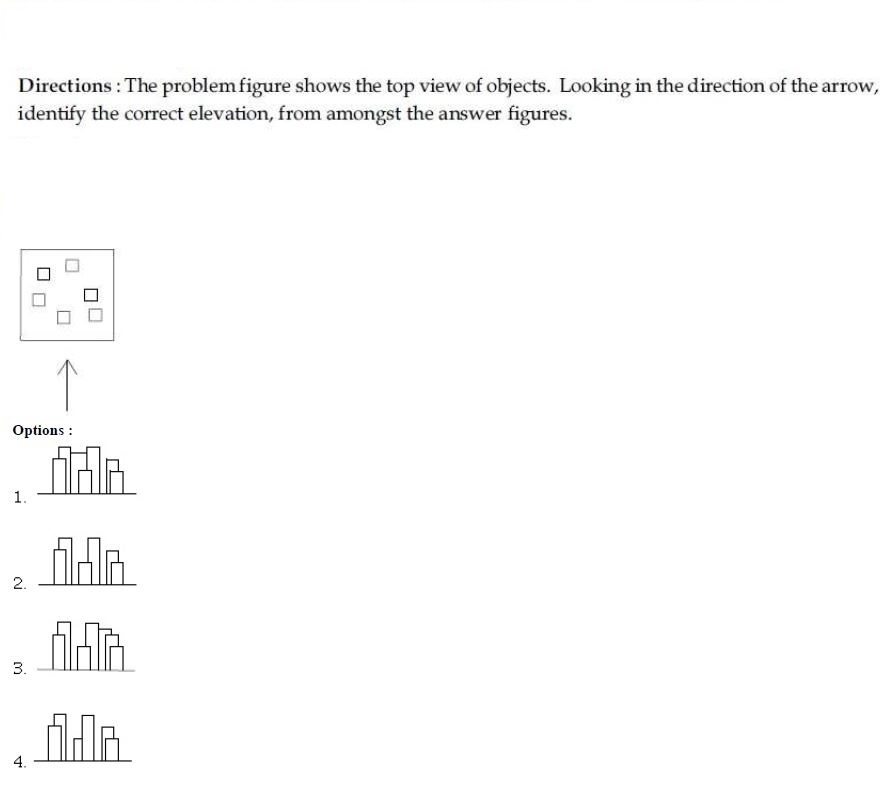 Directions : The problem figure shows the top view of objects. Looking in the direction of the arrow,
identify the correct elevation, from amongst the answer figures.
Options :
1.
2.
3.
4.